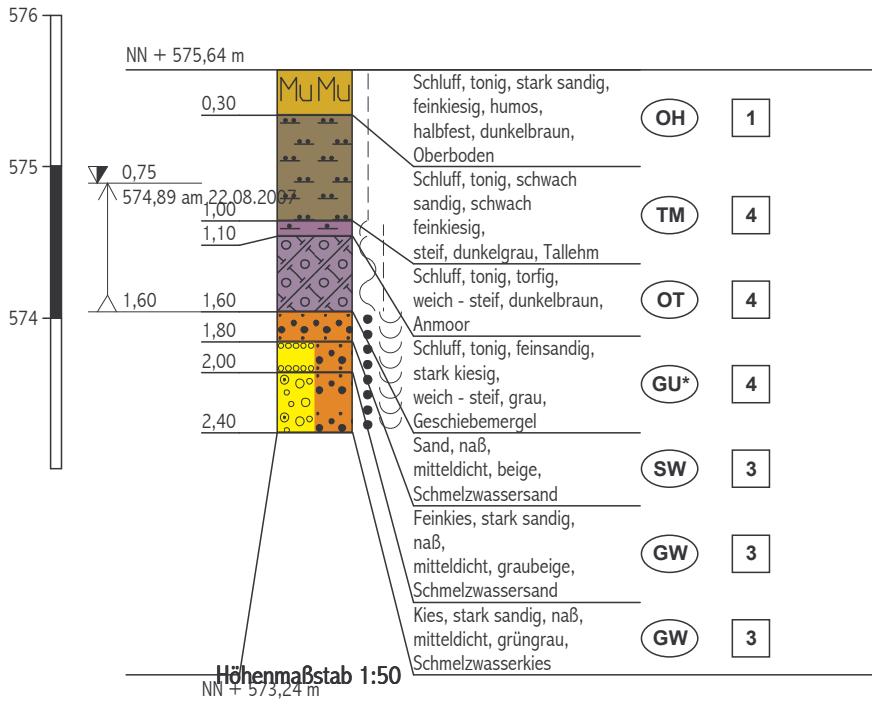 576
NN + 575,64 m
Mu Mu
Schluff, tonig, stark sandig,
feinkiesig, humos,
halbfest, dunkelbraun,
Oberboden
OH
1
0,30
575
0,75
574,89 am 22.08.2007
1,00
1,10
Schluff, tonig, schwach
sandig, schwach
feinkiesig,
steif, dunkelgrau, Tallehm
TM
4
Schluff, tonig, torfig,
weich - steif, dunkelbraun,
Anmoor
OT
4
574
1,60
1,60
1,80
2,00
2,40
Schluff, tonig, feinsandig,
stark kiesig,
weich - steif, grau,
Geschiebemergel
GU*
4
Sand, naß,
mitteldicht, beige,
Schmelzwassersand
SW
3
Feinkies, stark sandig,
naß,
mitteldicht, graubeige,
Schmelzwassersand
GW
3
Kies, stark sandig, naß,
mitteldicht, grüngrau,
Schmelzwasserkies
GW
3
Höhenmaßstab 1:50
NN + 573,24 m